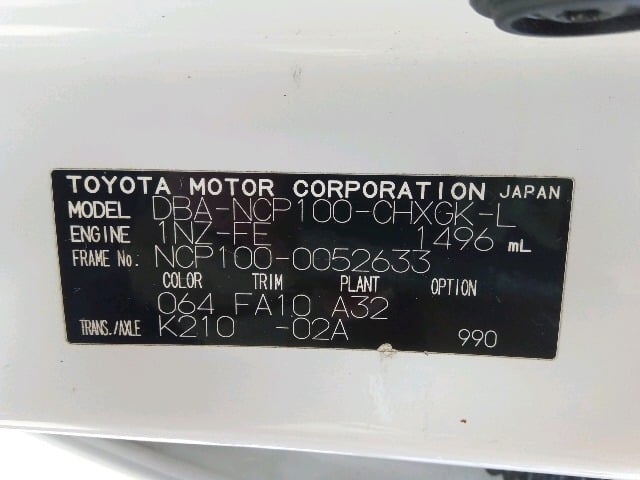 TOYOTA MOTOR CORPORATION JAPAN
MODEL DBA-NCP100-CHXGK-L
ENGINE 1NZ-FE 1496 mL
FRAME No. NCP100-0052633
COLOR TRIM PLANT OPTION
064 FA10 A32
TRANS./AXLE K210 -02A 990